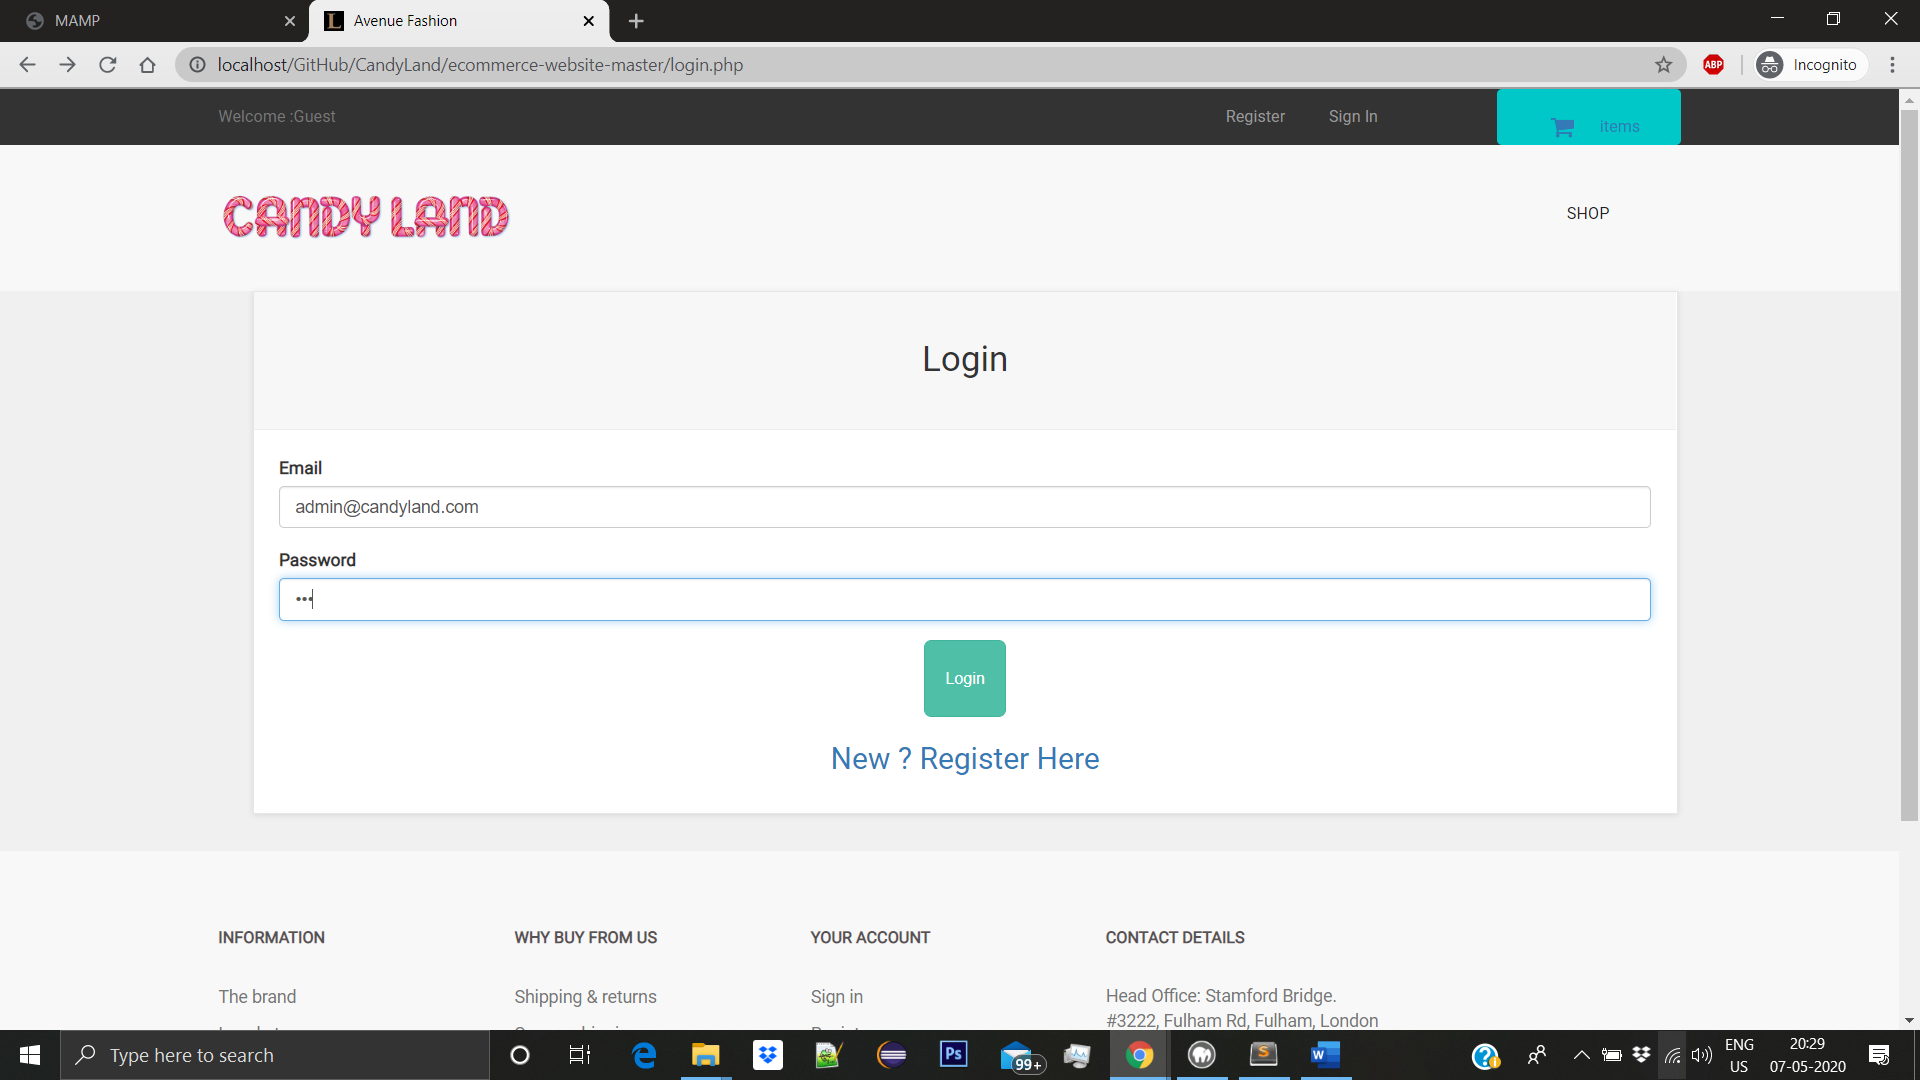 MAMP
Avenue Fashion
localhost/GitHub/CandyLand/ecommerce-website-master/login.php
ABP
Incognito
Welcome :Guest
Register
Sign In
items
CANDY LAND
SHOP
Login
Email
admin@candyland.com
Password
•••
Login
New ? Register Here
INFORMATION
WHY BUY FROM US
YOUR ACCOUNT
CONTACT DETAILS
The brand
Shipping & returns
Sign in
Head Office: Stamford Bridge.
#3222, Fulham Rd, Fulham, London
Type here to search
Ps
99+
S
W
ENG
US
20:29
07-05-2020